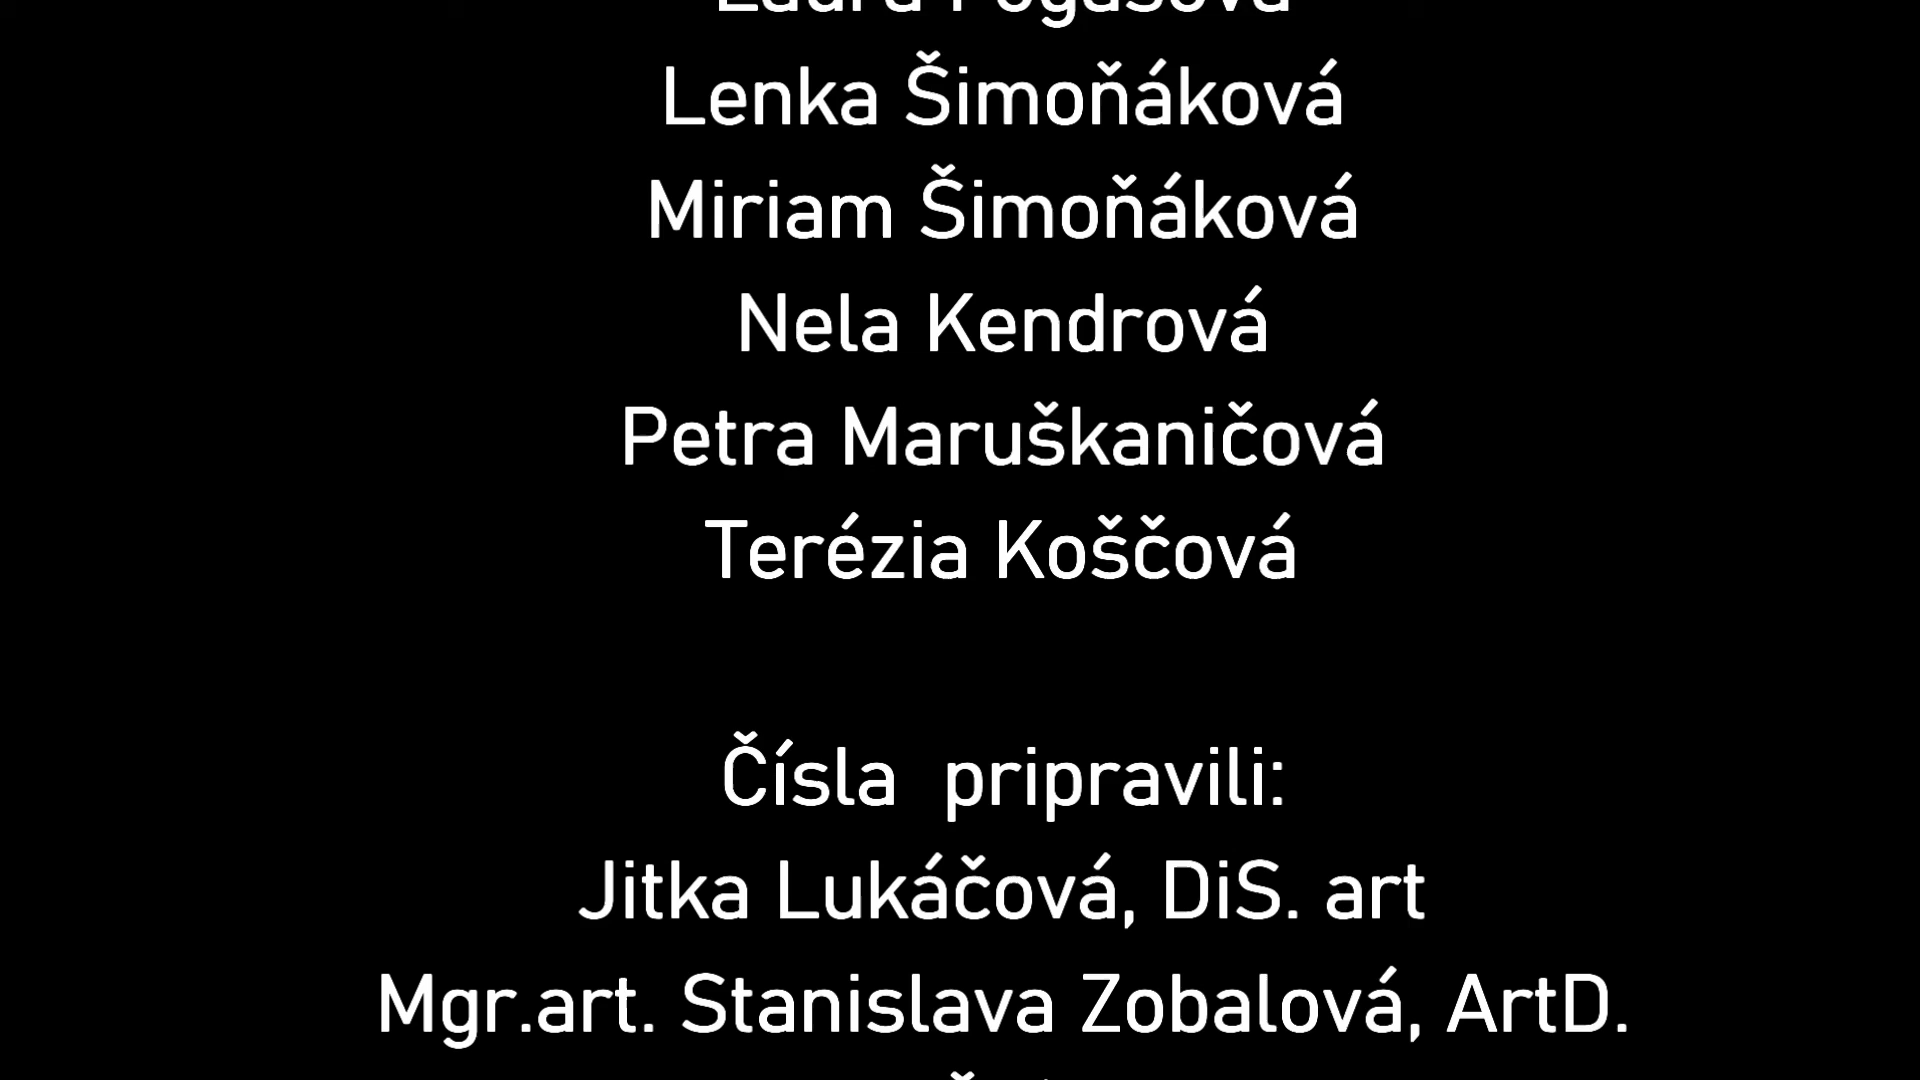 Lenka Šimoňáková
Miriam Šimoňáková
Nela Kendrová
Petra Maruškaničová
Terézia Koščová
Čísla  pripravili:
Jitka Lukáčová, DiS. art
Mgr.art. Stanislava Zobalová, ArtD.